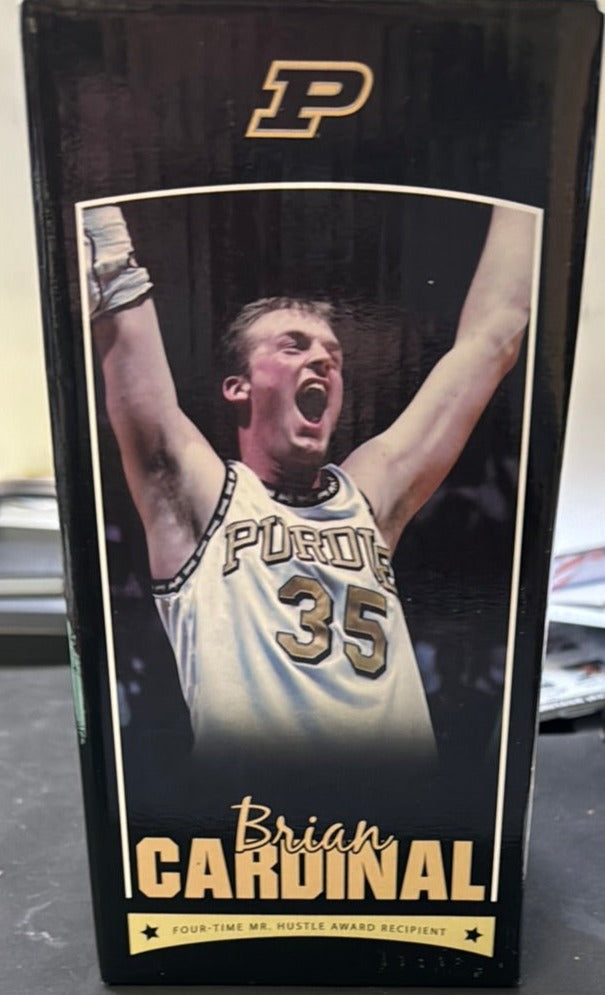 P
PURDUE
35
Brian
CARDINAL
FOUR-TIME MR. HUSTLE AWARD RECIPIENT